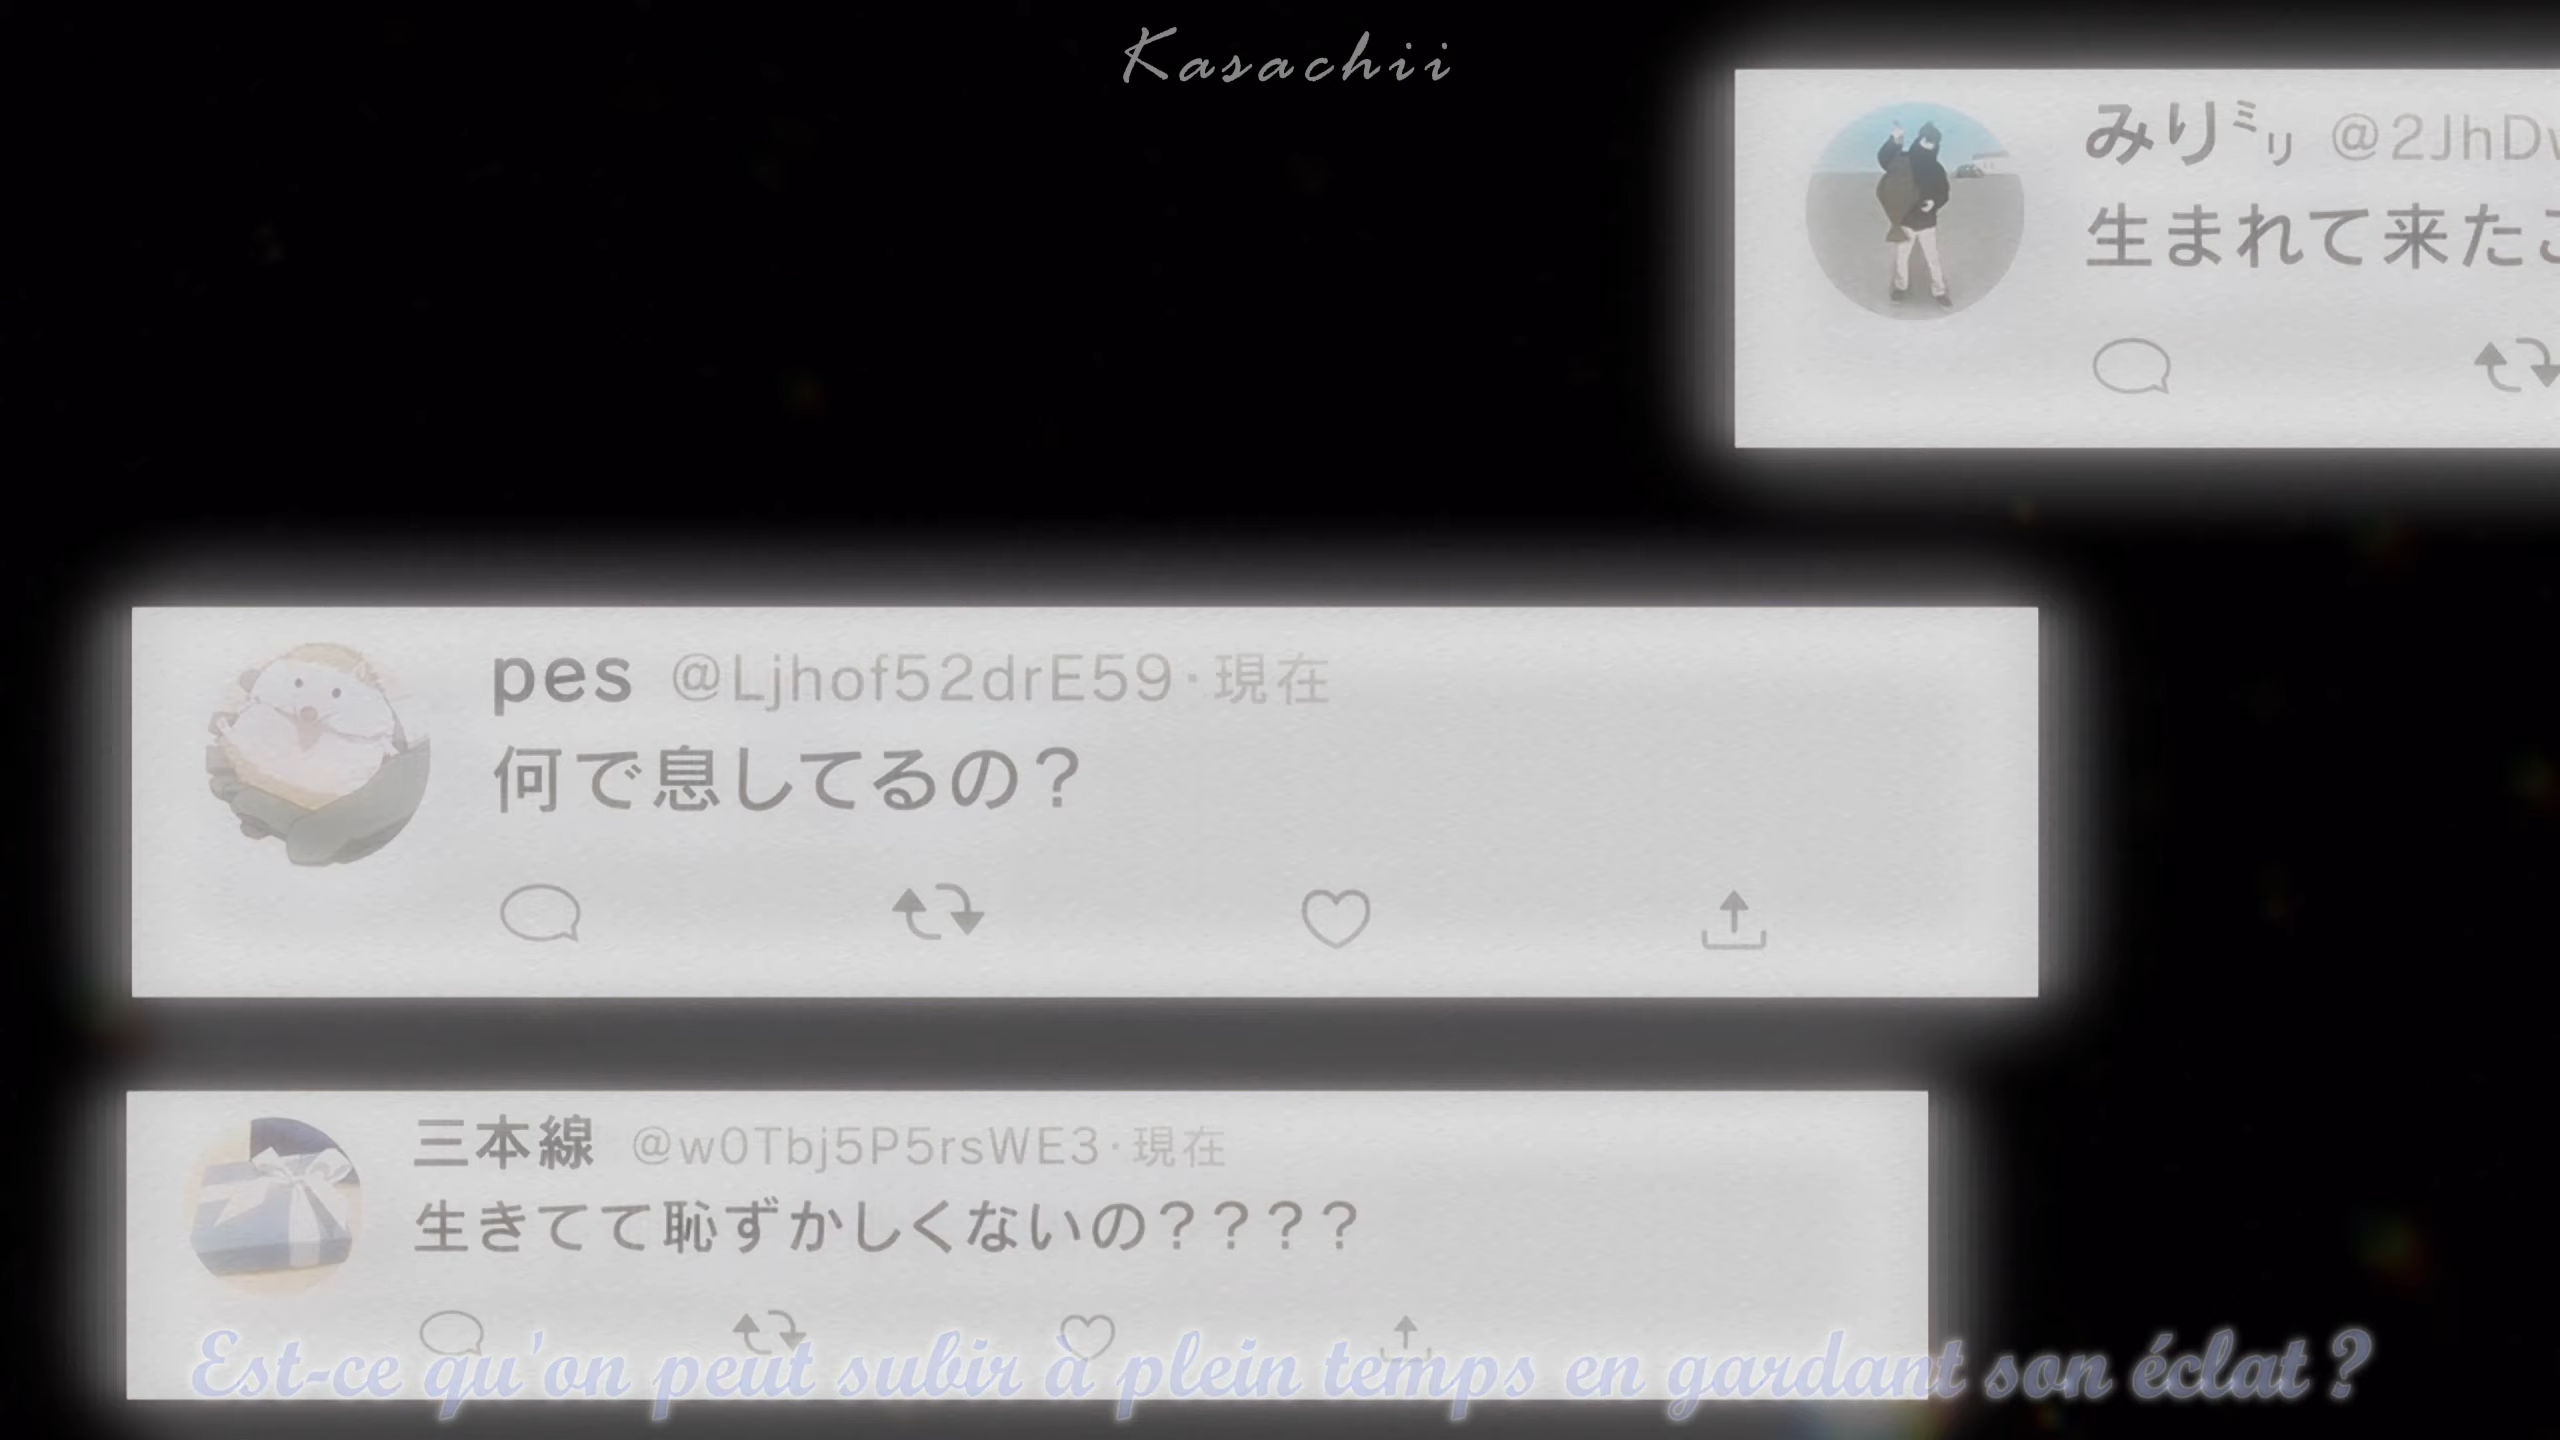 Kasachii
みりミリ @2JhD
生まれて来た
pes @Ljhof52drE59·現在
何で息してるの？
三本線 @w0Tbj5P5rsWE3·現在
生きてて恥ずかしくないの？？？？
Est-ce qu'on peut subir à plein temps en gardant son éclat ?